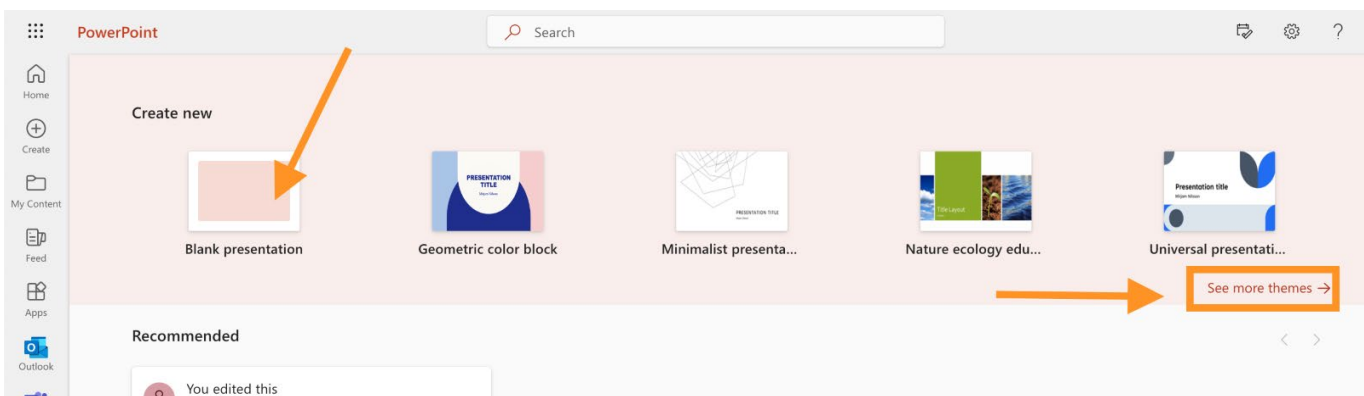 PowerPoint
Search
?
Home
Create
My Content
Feed
Apps
Outlook
Create new
PRESENTATION
TITLE
PRESENTATION TITLE
Title Layout
Presentation title
Mirjam Nilsson
Blank presentation
Geometric color block
Minimalist presenta...
Nature ecology edu...
Universal presentati...
See more themes →
Recommended
You edited this